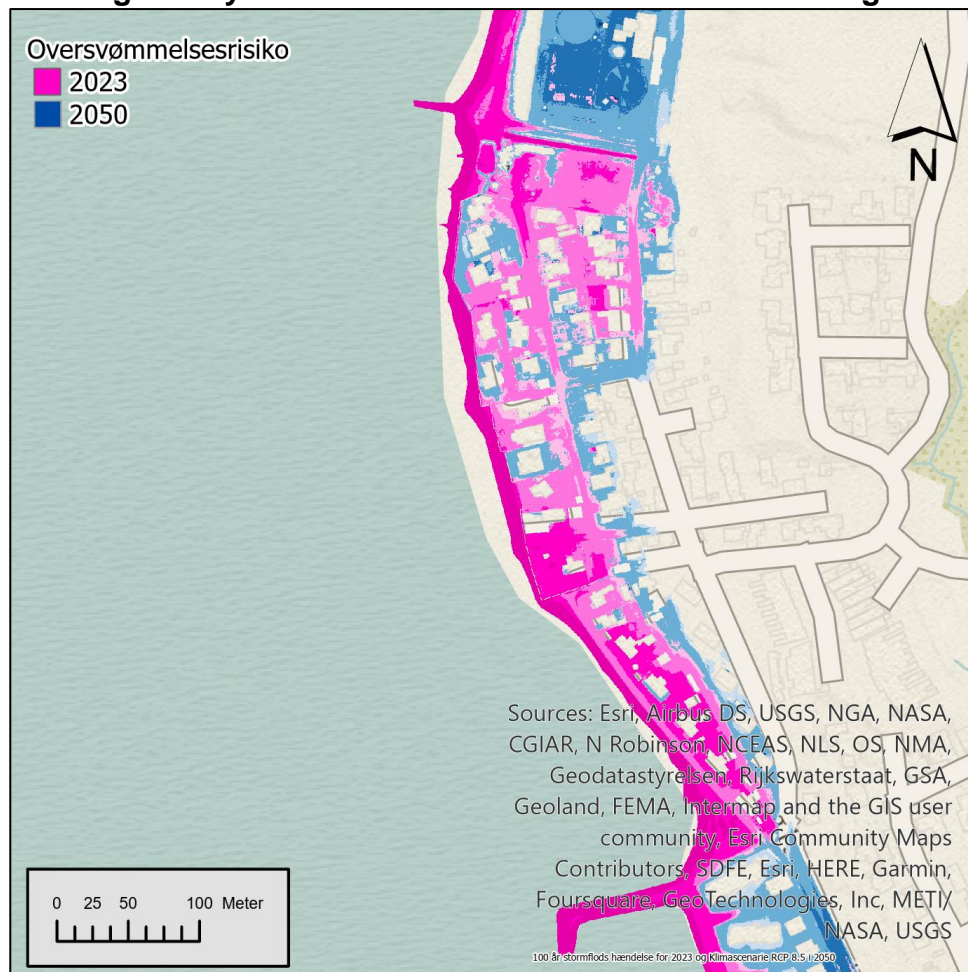 Oversvømmelsesrisiko
2023
2050
N
Sources: Esri, Airbus DS, USGS, NGA, NASA,
CGIAR, N Robinson, NCEAS, NLS, OS, NMA,
Geodatastyrelsen, Rijkswaterstaat, GSA,
Geoland, FEMA, Intermap and the GIS user
community, Esri Community Maps
Contributors, SDFE, Esri, HERE, Garmin,
Foursquare, GeoTechnologies, Inc, METI/
NASA, USGS
0 25 50 100 Meter
100 år stormflods hændelse for 2023 og Klimascenarie RCP 8.5 i 2050